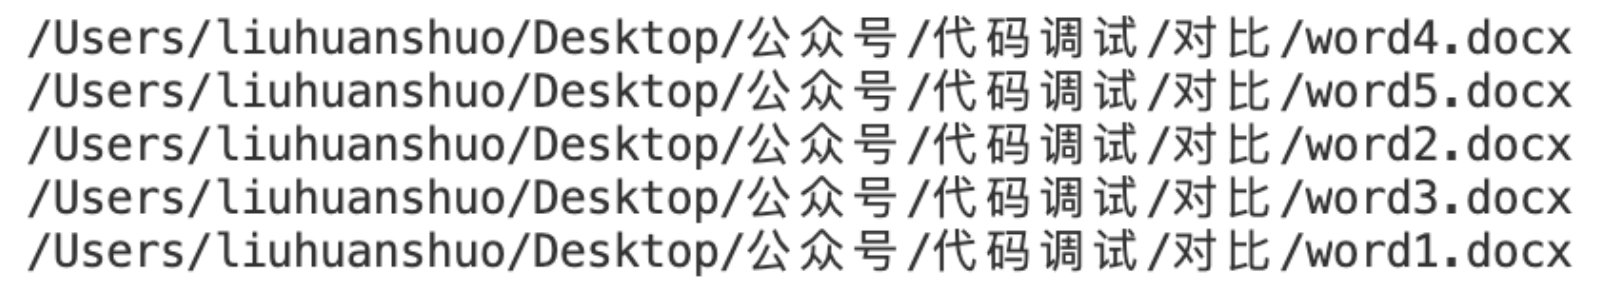 /Users/liuhuanshuo/Desktop/公众号/代码调试/对比/word4.docx
/Users/liuhuanshuo/Desktop/公众号/代码调试/对比/word5.docx
/Users/liuhuanshuo/Desktop/公众号/代码调试/对比/word2.docx
/Users/liuhuanshuo/Desktop/公众号/代码调试/对比/word3.docx
/Users/liuhuanshuo/Desktop/公众号/代码调试/对比/word1.docx